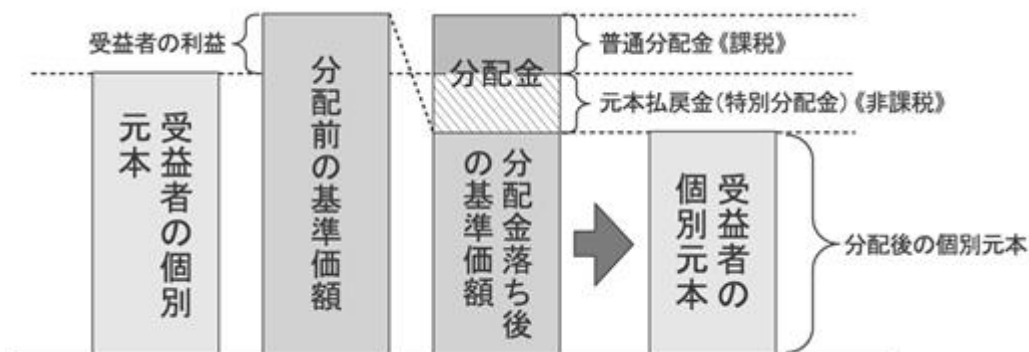 受益者の利益
受益者の個別
元本
分配前の基準価額
分配金
分配金落ち後
の基準価額
普通分配金《課税》
元本払戻金(特別分配金)《非課税》
受益者の
個別元本
分配後の個別元本